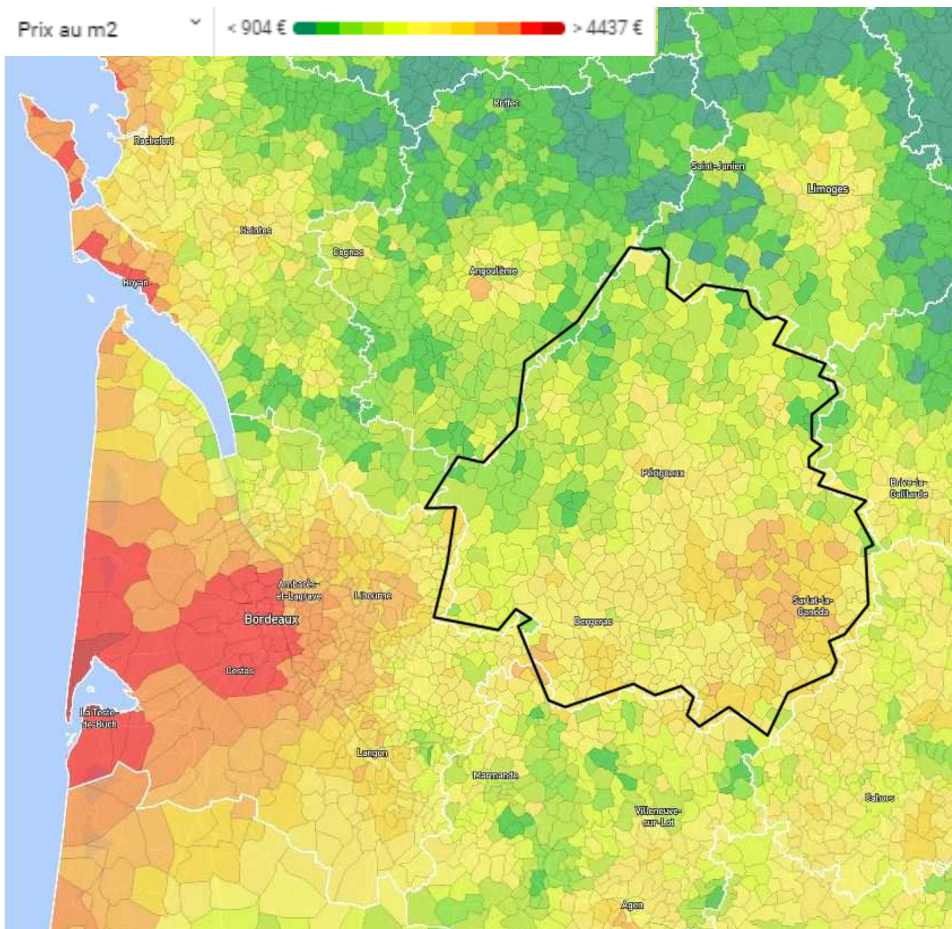 Prix au m2
< 904 €
> 4437 €
Ruffec
Rochefort
Saint-Junien
Limoges
Saintes
Cognac
Angoulême
Royan
Périgueux
Brive-la-
Gaillarde
Ambarès-
et-Lagrave
Libourne
Sarlat-la-
Canéda
Bordeaux
Bergerac
Cestas
La Teste-
de-Buch
Langon
Marmande
Cahors
Villeneuve-
sur-Lot
Agen